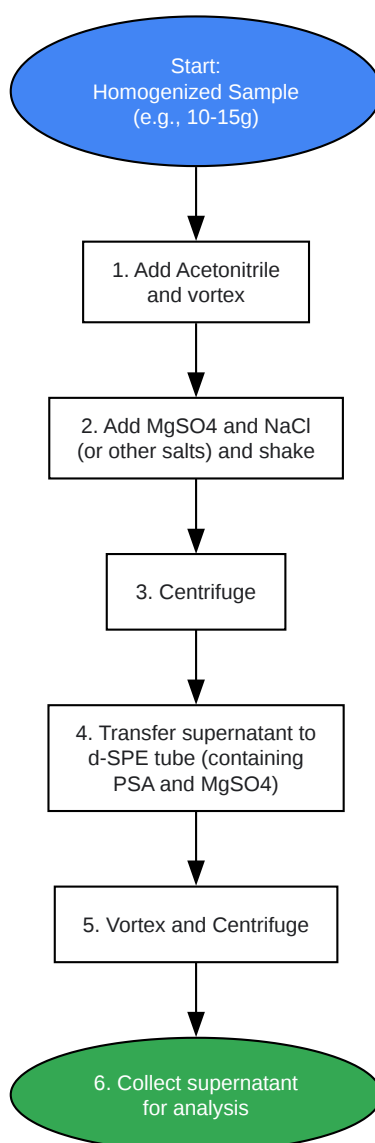 Start:
Homogenized Sample
(e.g., 10-15g)
1. Add Acetonitrile
and vortex
2. Add MgSO4 and NaCl
(or other salts) and shake
3. Centrifuge
4. Transfer supernatant to
d-SPE tube (containing
PSA and MgSO4)
5. Vortex and Centrifuge
6. Collect supernatant
for analysis